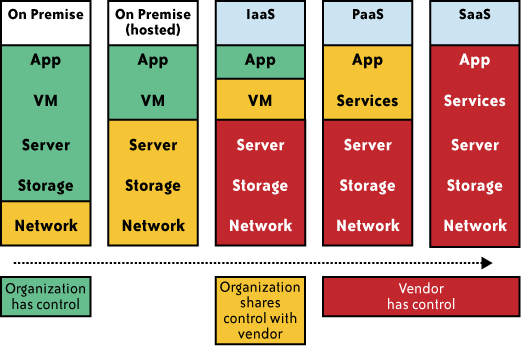 On Premise
On Premise
(hosted)
IaaS
PaaS
SaaS
App
VM
Server
Storage
Network
App
VM
Server
Storage
Network
App
VM
Server
Storage
Network
App
Services
Server
Storage
Network
App
Services
Server
Storage
Network
Organization
has control
Organization
shares
control with
vendor
Vendor
has control